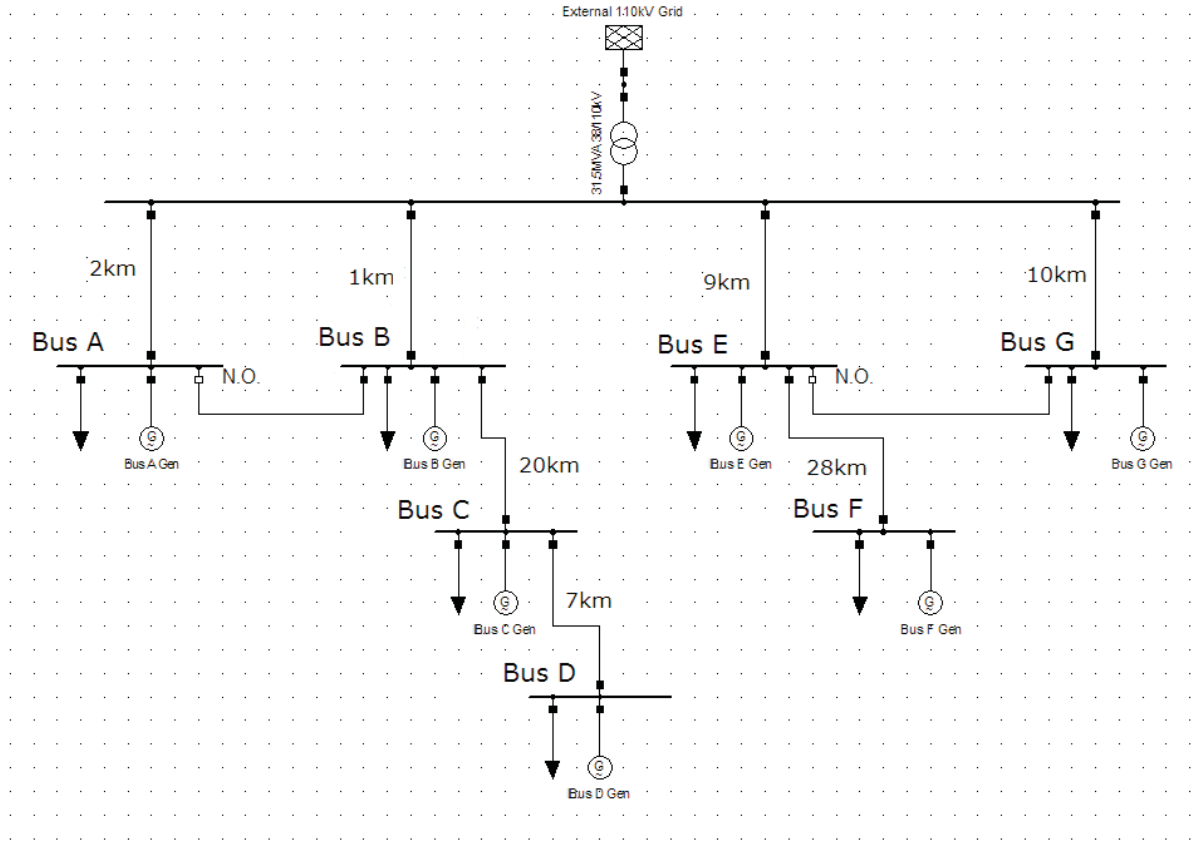 External 110kV Grid
31.5MVA 38/110kV
2km
1km
9km
10km
Bus A
Bus B
Bus E
Bus G
N.O.
N.O.
Bus A Gen
Bus B Gen
Bus E Gen
Bus G Gen
20km
28km
Bus C
Bus F
7km
Bus C Gen
Bus F Gen
Bus D
Bus D Gen
G
G
G
G
G
G
G